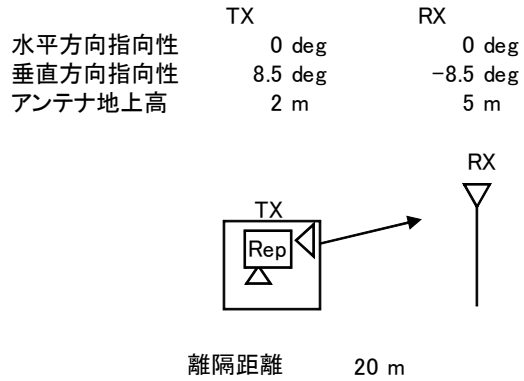 TX RX
水平方向指向性 0 deg 0 deg
垂直方向指向性 8.5 deg -8.5 deg
アンテナ地上高 2 m 5 m
RX
TX
Rep
離隔距離 20 m